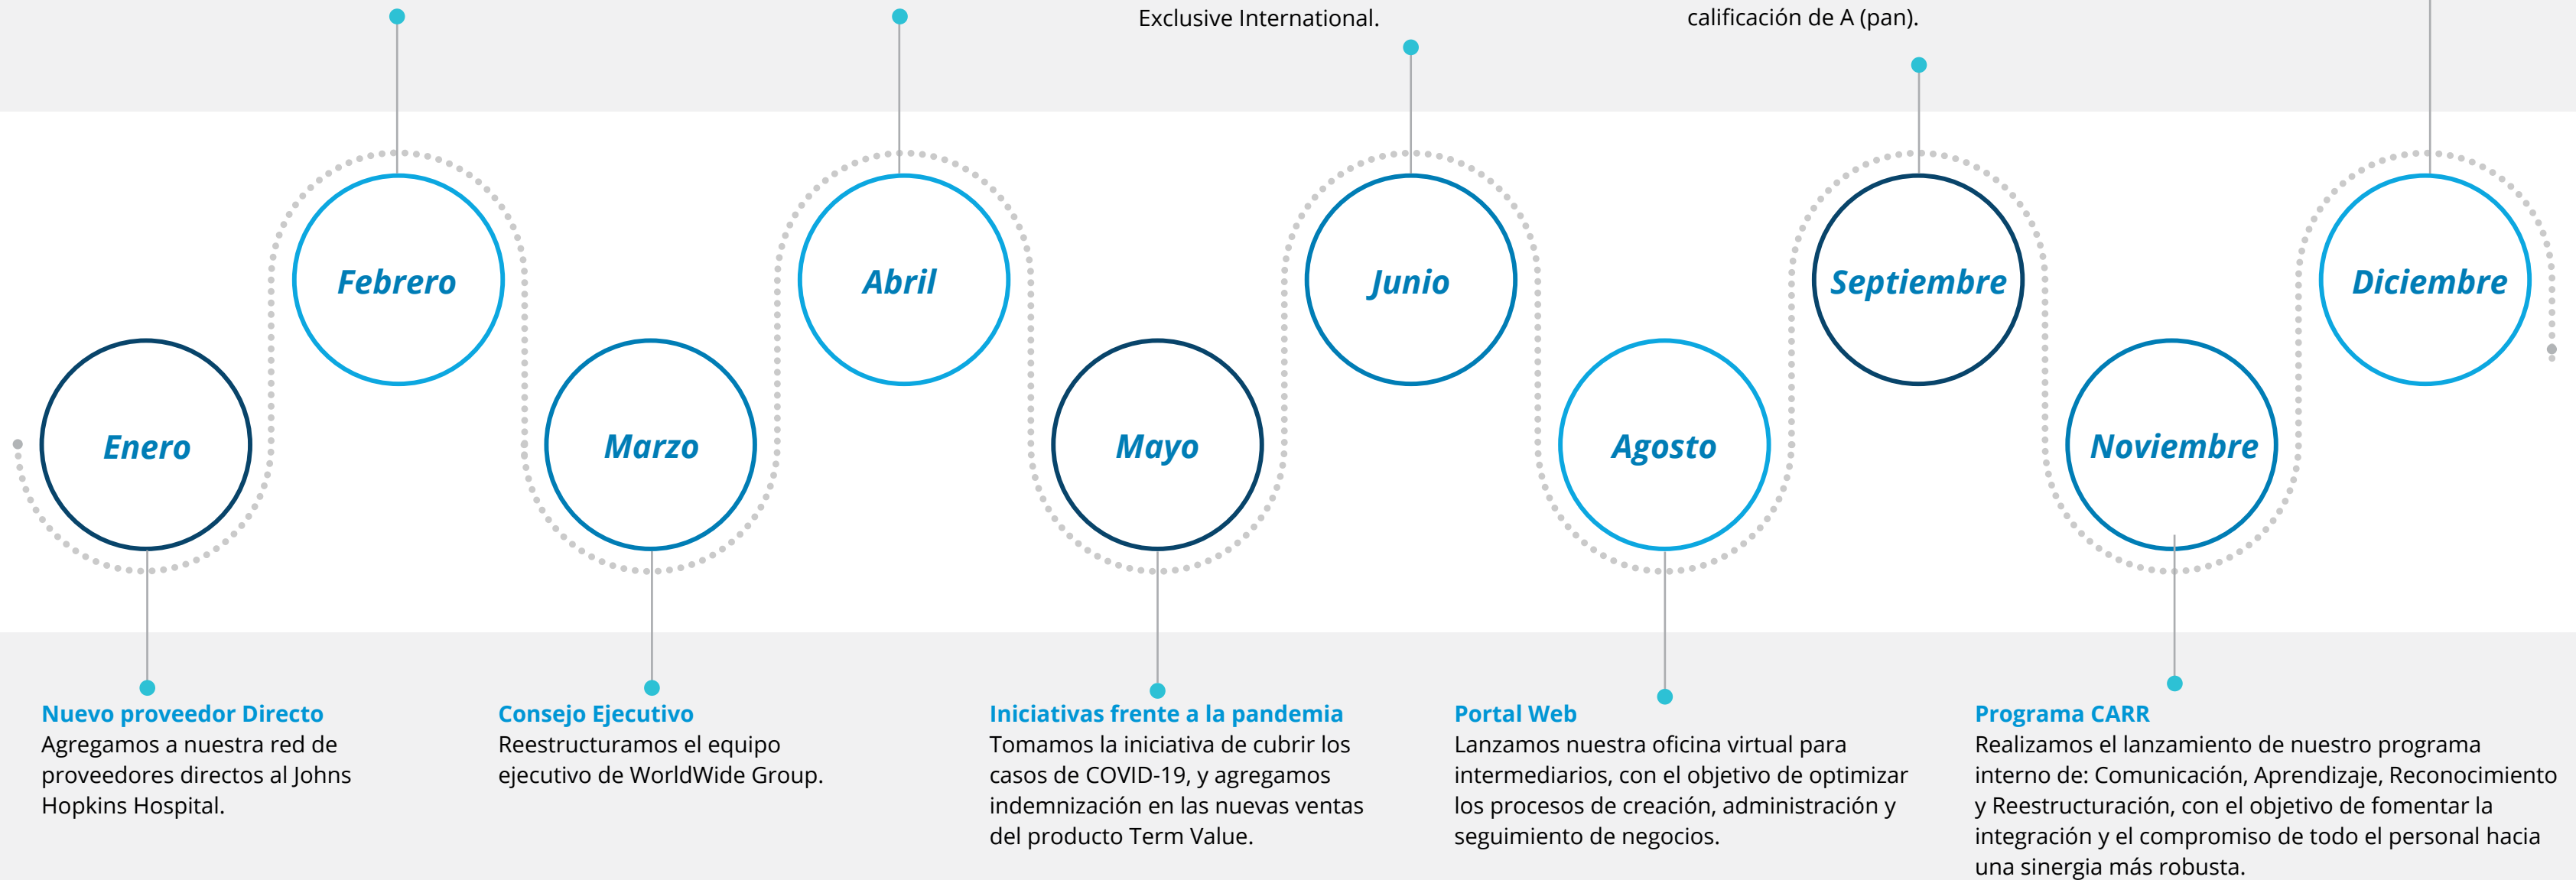 Exclusive International.
calificación de A (pan).
Febrero
Abril
Junio
Septiembre
Diciembre
Enero
Marzo
Mayo
Agosto
Noviembre
Nuevo proveedor Directo
Agregamos a nuestra red de
proveedores directos al Johns
Hopkins Hospital.
Consejo Ejecutivo
Reestructuramos el equipo
ejecutivo de WorldWide Group.
Iniciativas frente a la pandemia
Tomamos la iniciativa de cubrir los
casos de COVID-19, y agregamos
indemnización en las nuevas ventas
del producto Term Value.
Portal Web
Lanzamos nuestra oficina virtual para
intermediarios, con el objetivo de optimizar
los procesos de creación, administración y
seguimiento de negocios.
Programa CARR
Realizamos el lanzamiento de nuestro programa
interno de: Comunicación, Aprendizaje, Reconocimiento
y Reestructuración, con el objetivo de fomentar la
integración y el compromiso de todo el personal hacia
una sinergia más robusta.